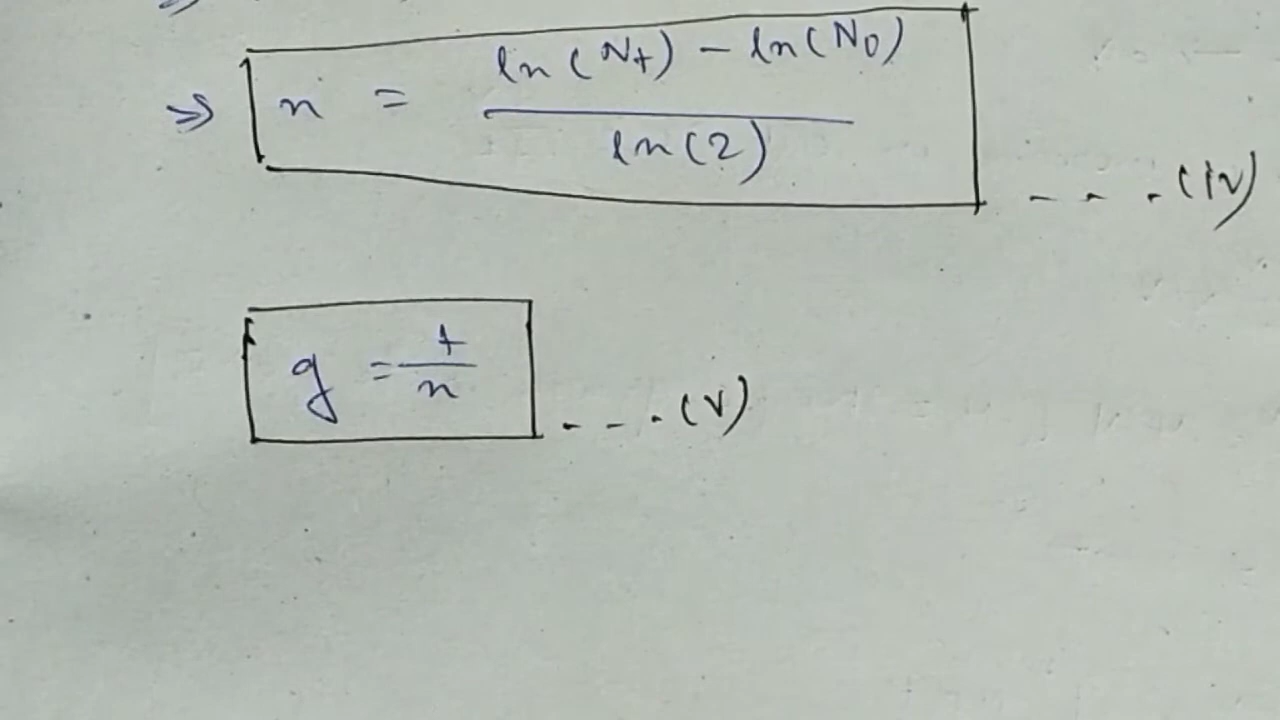 ⇒ n = (ln(Nt) - ln(N0)) / ln(2) ... (iv)
g = t / n ... (v)